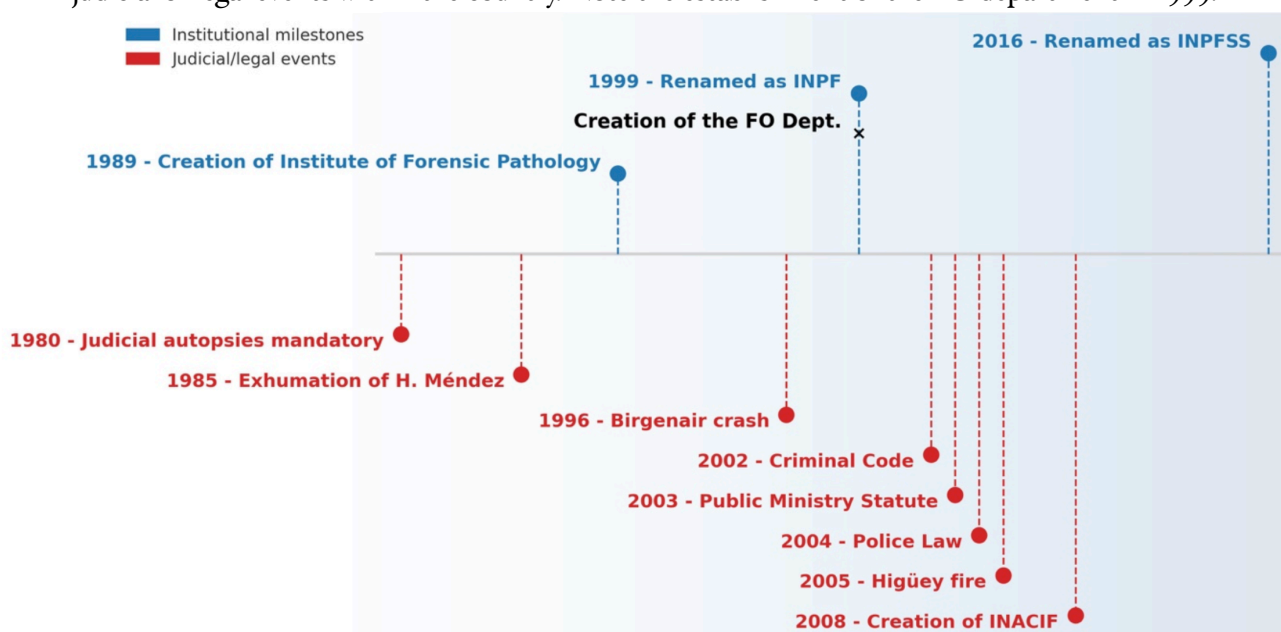 Institutional milestones
Judicial/legal events
2016 - Renamed as INPFSS
1999 - Renamed as INPF
Creation of the FO Dept.
1989 - Creation of Institute of Forensic Pathology
1980 - Judicial autopsies mandatory
1985 - Exhumation of H. Méndez
1996 - Birgenair crash
2002 - Criminal Code
2003 - Public Ministry Statute
2004 - Police Law
2005 - Higüey fire
2008 - Creation of INACIF